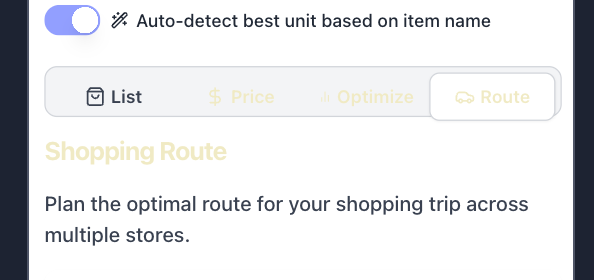 Auto-detect best unit based on item name
List Price Optimize Route
Shopping Route
Plan the optimal route for your shopping trip across
multiple stores.